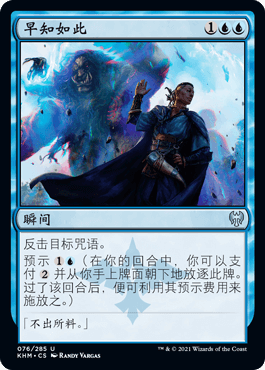 早知如此 1
瞬间
反击目标咒语。
预示 1（在你的回合中，你可以支
付 2 并从你手上牌面朝下地放逐此牌。
过了该回合后，便可利用其预示费用来
施放之。）
「不出所料。」
076/285 U
KHM • CS RANDY VARGAS
™ & © 2021 Wizards of the Coast